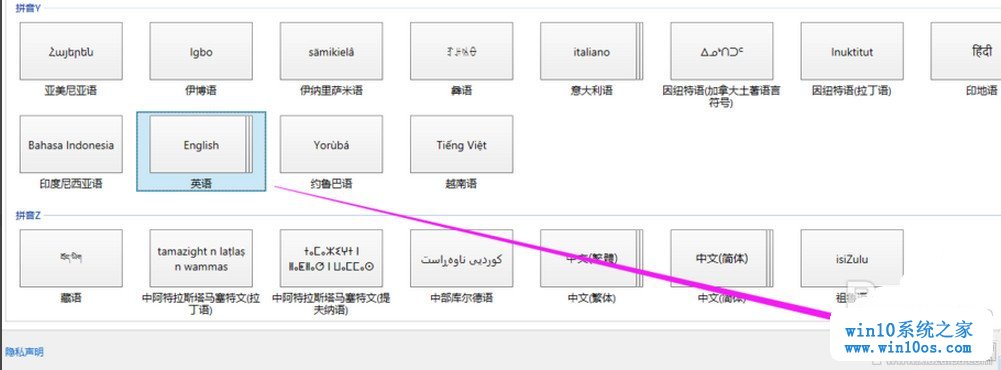 拼音Y
Հայերեն
Igbo
sämikielâ
ꆈꌠꁱꂷ
italiano
ᐃᓄᒃᑎᑐᑦ
Inuktitut
हिंदी
亚美尼亚语
伊博语
伊纳里萨米语
彝语
意大利语
因纽特语(加拿大土著语言符号)
因纽特语(拉丁语)
印地语
Bahasa Indonesia
English
Yorùbá
Tiếng Việt
印度尼西亚语
英语
约鲁巴语
越南语
拼音Z
བོད་ཡིག
tamazight n laṭlaṣ
n wammas
ⵜⴰⵎⴰⵣⵉⵖⵜ ⵏ
کوردیی ناوەڕاست
中文(繁體)
中文(简体)
isiZulu
藏语
中阿特拉斯塔马塞特文(拉
丁语)
中阿特拉斯塔马塞特文(提
夫纳语)
中部库尔德语
中文(繁体)
中文(简体)
隐私声明
win10系统之家
www.win10os.com